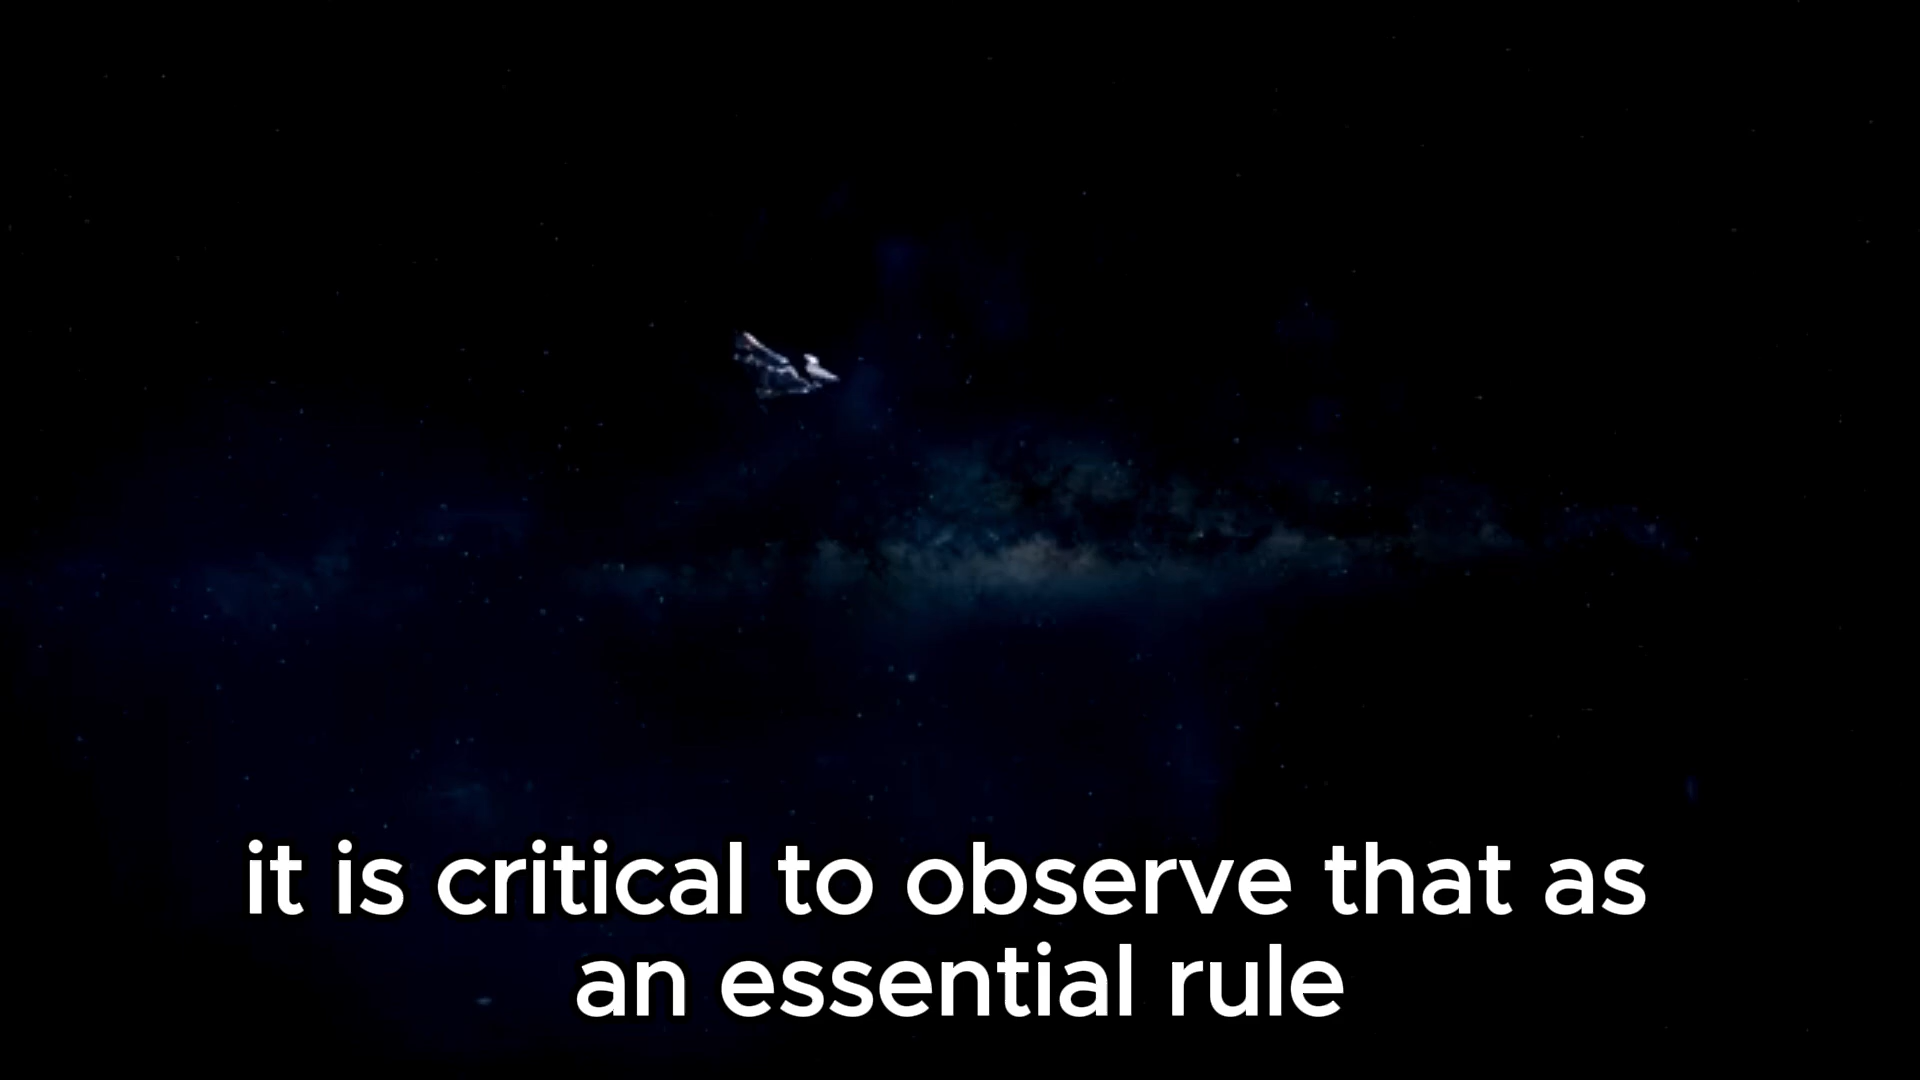 it is critical to observe that as
an essential rule